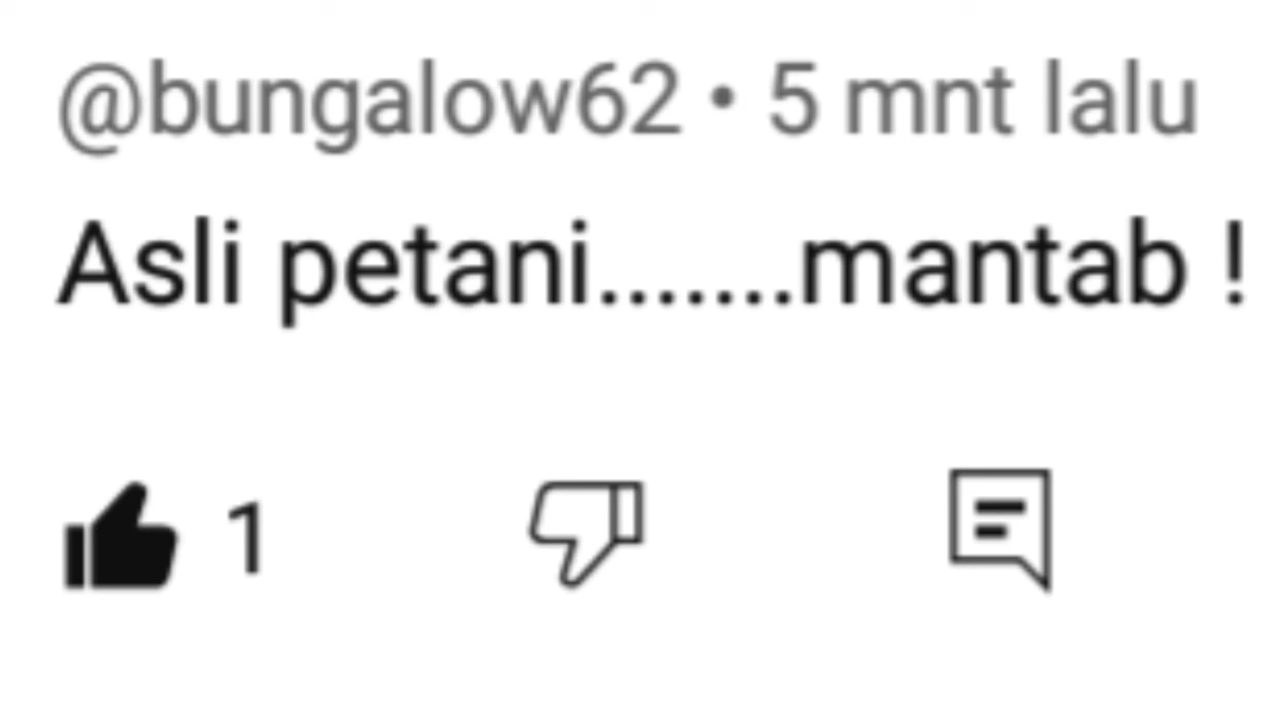 @bungalow62 • 5 mnt lalu
Asli petani.......mantab !
1